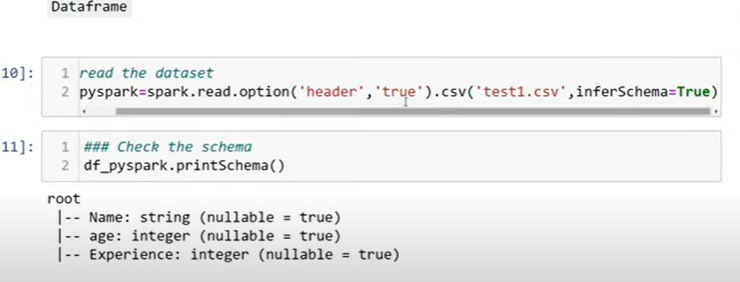 Dataframe
10]:
1 read the dataset
2 pyspark=spark.read.option('header','true').csv('test1.csv',inferSchema=True)
11]:
1 ### Check the schema
2 df_pyspark.printSchema()
root
|-- Name: string (nullable = true)
|-- age: integer (nullable = true)
|-- Experience: integer (nullable = true)